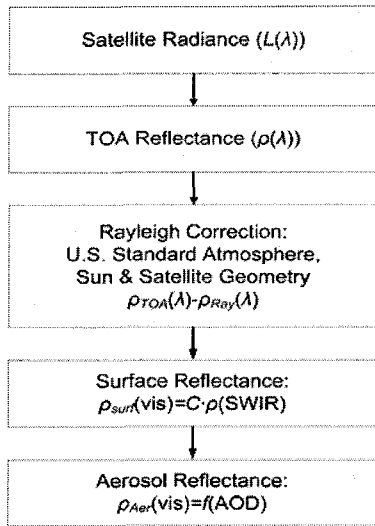 Satellite Radiance (L(λ))
TOA Reflectance (ρ(λ))
Rayleigh Correction:
U.S. Standard Atmosphere,
Sun & Satellite Geometry
ρTOA(λ)-ρRay(λ)
Surface Reflectance:
ρsurf(vis)=C·ρ(SWIR)
Aerosol Reflectance:
ρAer(vis)=f(AOD)